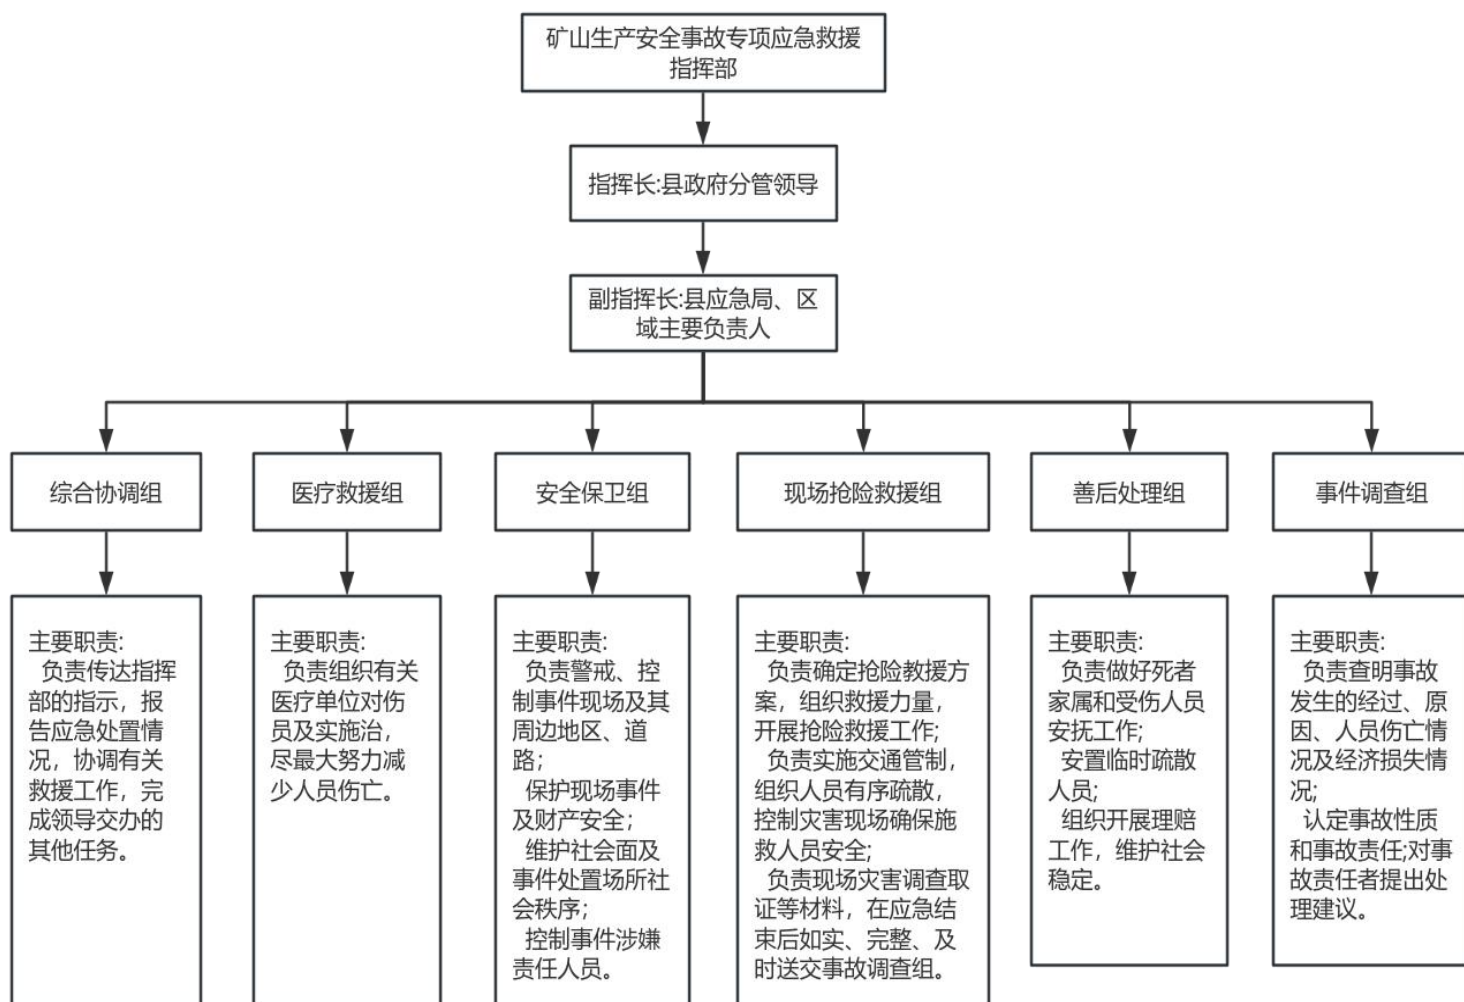 矿山生产安全事故专项应急救援
指挥部
指挥长:县政府分管领导
副指挥长:县应急局、区
域主要负责人
综合协调组
医疗救援组
安全保卫组
现场抢险救援组
善后处理组
事件调查组
主要职责:
负责传达指挥
部的指示，报
告应急处置情
况，协调有关
救援工作，完
成领导交办的
其他任务。
主要职责:
负责组织有关
医疗单位对伤
员及实施治，
尽最大努力减
少人员伤亡。
主要职责:
负责警戒、控
制事件现场及其
周边地区、道
路；
保护现场事件
及财产安全；
维护社会面及
事件处置场所社
会秩序；
控制事件涉嫌
责任人员。
主要职责:
负责确定抢险教援方
案，组织救援力量，
开展抢险救援工作;
负责实施交通管制，
组织人员有序疏散，
控制灾害现场确保施
救人员安全;
负责现场灾害调查取
证等材料，在应急结
束后如实、完整、及
时送交事故调查组。
主要职责:
负责做好死者
家属和受伤人员
安抚工作;
安置临时疏散
人员;
组织开展理赔
工作，维护社会
稳定。
主要职责:
负责查明事故
发生的经过、原
因、人员伤亡情
况及经济损失情
况;
认定事故性质
和事故责任;对事
故责任者提出处
理建议。